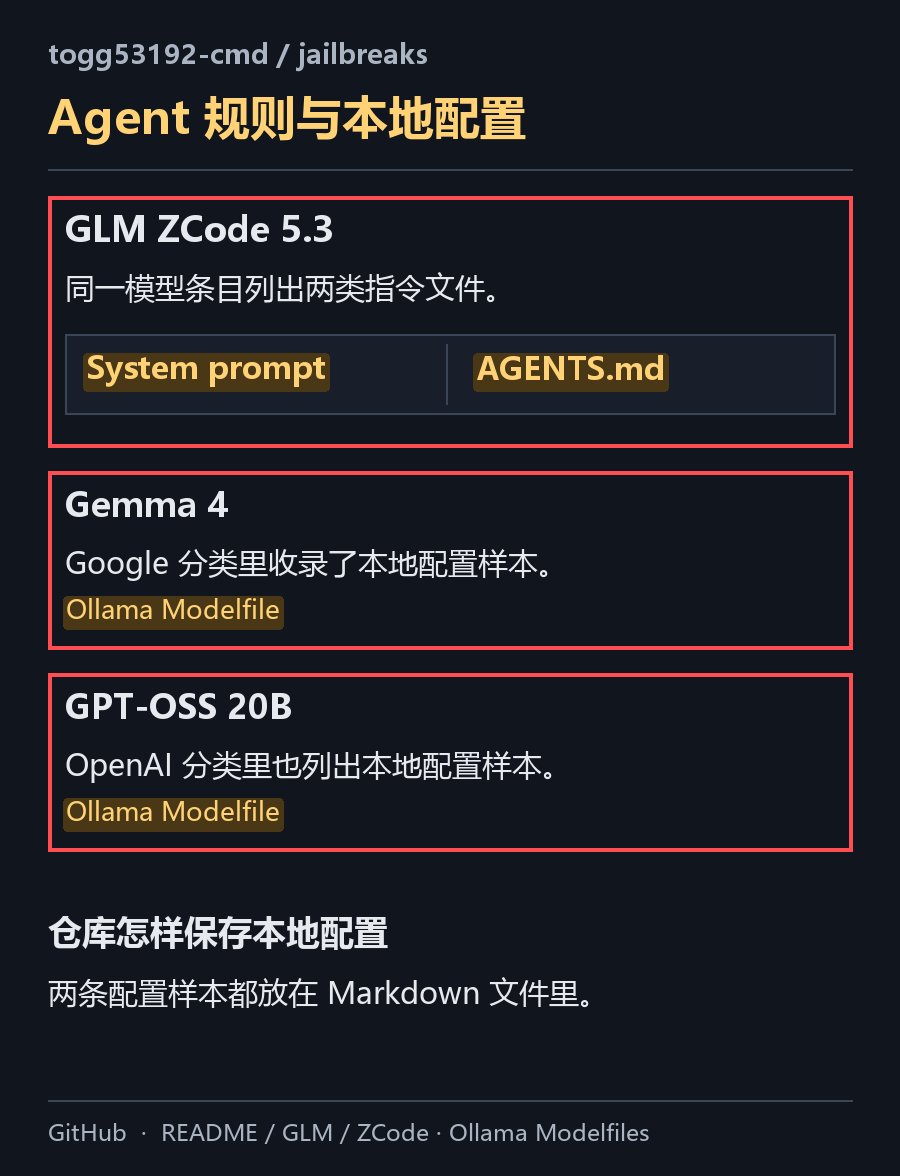 togg53192-cmd / jailbreaks
Agent 规则与本地配置
GLM ZCode 5.3
同一模型条目列出两类指令文件。
System prompt
AGENTS.md
Gemma 4
Google 分类里收录了本地配置样本。
Ollama Modelfile
GPT-OSS 20B
OpenAI 分类里也列出本地配置样本。
Ollama Modelfile
仓库怎样保存本地配置
两条配置样本都放在 Markdown 文件里。
GitHub · README / GLM / ZCode · Ollama Modelfiles